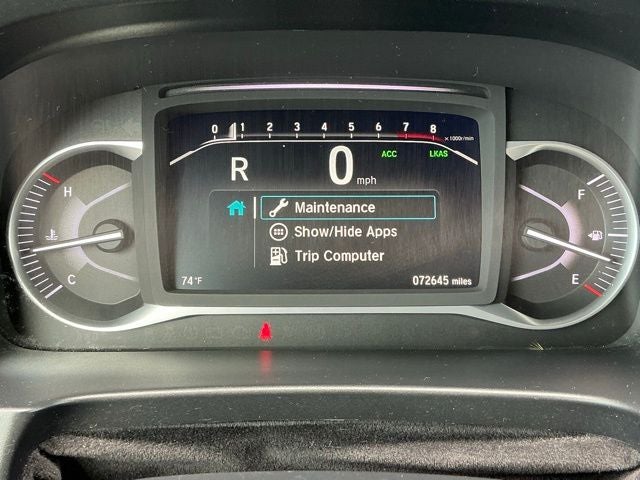 0 1 2 3 4 5 6 7 8 x1000r/min
R 0 mph ACC LKAS
H
C
Maintenance
Show/Hide Apps
Trip Computer
74°F
072645 miles
F
E